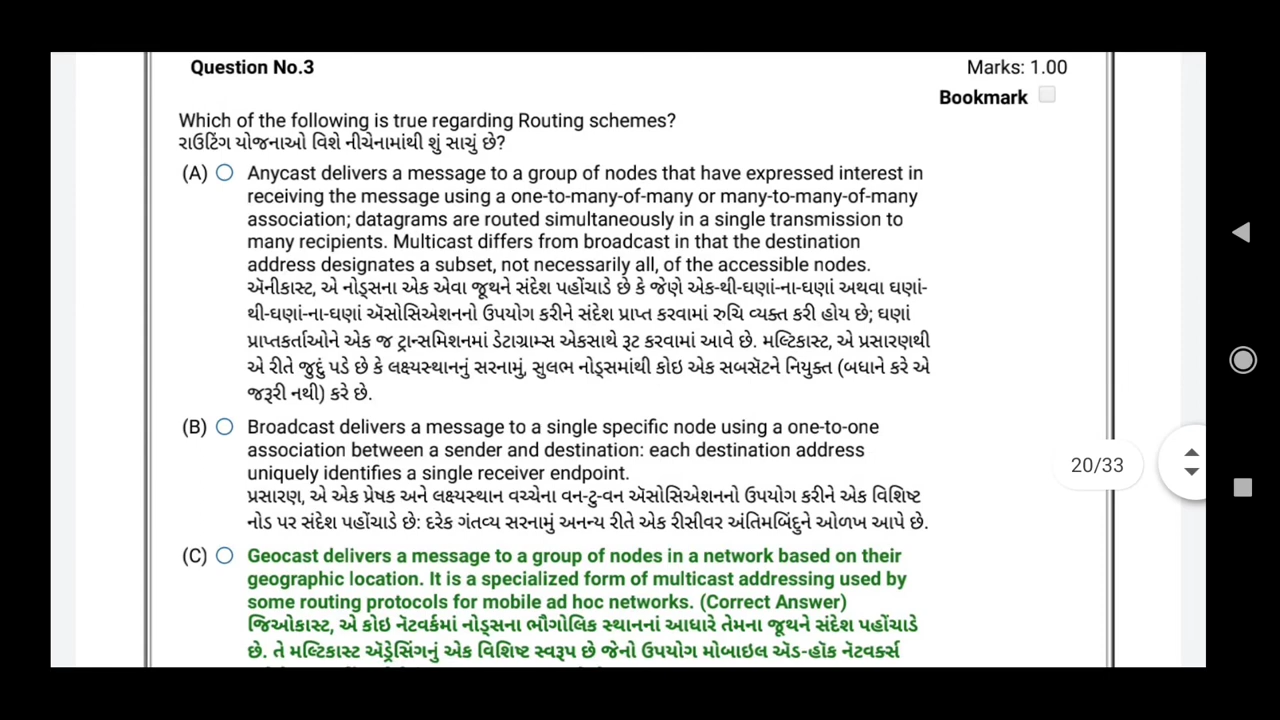 Question No.3
Marks: 1.00
Bookmark
Which of the following is true regarding Routing schemes?
રાઉટિંગ યોજનાઓ વિશે નીચેનામાંથી શું સાચું છે?
(A) Anycast delivers a message to a group of nodes that have expressed interest in
receiving the message using a one-to-many-of-many or many-to-many-of-many
association; datagrams are routed simultaneously in a single transmission to
many recipients. Multicast differs from broadcast in that the destination
address designates a subset, not necessarily all, of the accessible nodes.
ઍનીકાસ્ટ, એ નોડ્સના એક એવા જૂથને સંદેશ પહોંચાડે છે કે જેણે એક-થી-ઘણાં-ના-ઘણાં અથવા ઘણાં-
થી-ઘણાં-ના-ઘણાં ઍસોસિએશનનો ઉપયોગ કરીને સંદેશ પ્રાપ્ત કરવામાં રુચિ વ્યક્ત કરી હોય છે; ઘણાં
પ્રાપ્તકર્તાઓને એક જ ટ્રાન્સમિશનમાં ડેટાગ્રામ્સ એકસાથે રૂટ કરવામાં આવે છે. મલ્ટિકાસ્ટ, એ પ્રસારણથી
એ રીતે જુદું પડે છે કે લક્ષ્યસ્થાનનું સરનામું, સુલભ નોડ્સમાંથી કોઇ એક સબસૅટને નિયુક્ત (બધાને કરે એ
જરૂરી નથી) કરે છે.
(B) Broadcast delivers a message to a single specific node using a one-to-one
association between a sender and destination: each destination address
uniquely identifies a single receiver endpoint.
પ્રસારણ, એ એક પ્રેષક અને લક્ષ્યસ્થાન વચ્ચેના વન-ટુ-વન ઍસોસિએશનનો ઉપયોગ કરીને એક વિશિષ્ટ
નોડ પર સંદેશ પહોંચાડે છે: દરેક ગંતવ્ય સરનામું અનન્ય રીતે એક રીસીવર અંતિમબિંદુને ઓળખ આપે છે.
20/33
(C) Geocast delivers a message to a group of nodes in a network based on their
geographic location. It is a specialized form of multicast addressing used by
some routing protocols for mobile ad hoc networks. (Correct Answer)
જિઓકાસ્ટ, એ કોઇ નૅટવર્કમાં નોડ્સના ભૌગોલિક સ્થાનનાં આધારે તેમના જૂથને સંદેશ પહોંચાડે
છે. તે મલ્ટિકાસ્ટ ઍડ્રેસિંગનું એક વિશિષ્ટ સ્વરૂપ છે જેનો ઉપયોગ મોબાઇલ ઍડ-હૉક નૅટવર્ક્સ